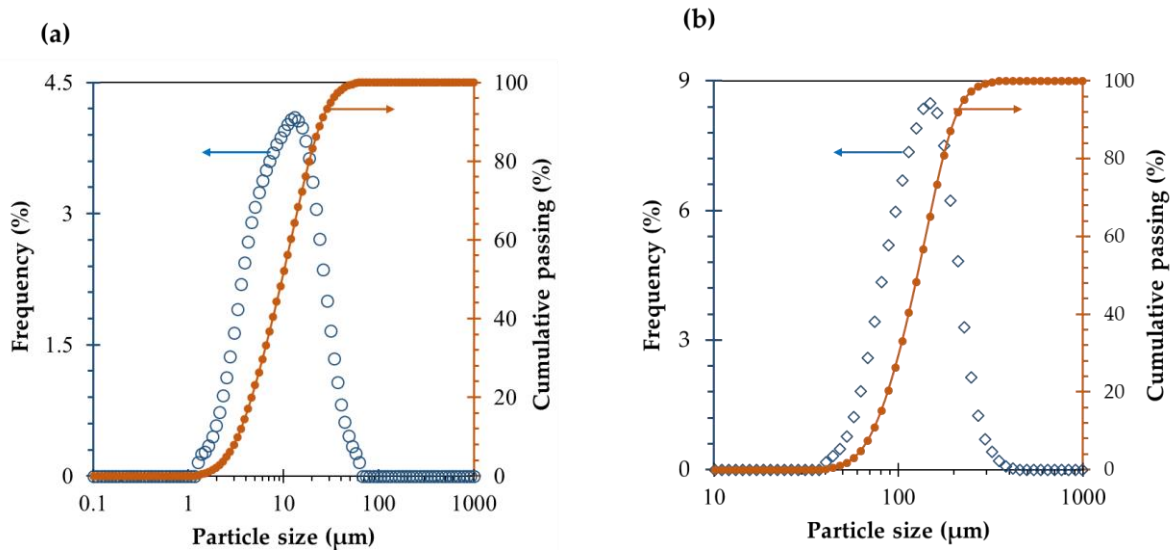 (a)
4.5
3
1.5
0
Frequency (%)
100
80
60
40
20
0
Cumulative passing (%)
0.1 1 10 100 1000
Particle size (µm)
(b)
9
6
3
0
Frequency (%)
100
80
60
40
20
0
Cumulative passing (%)
10 100 1000
Particle size (µm)